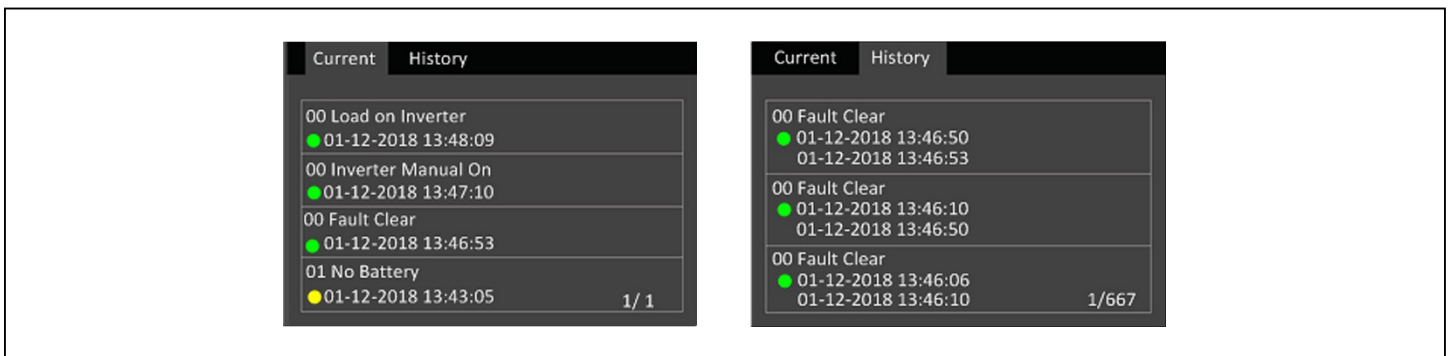 Current History
00 Load on Inverter
01-12-2018 13:48:09
00 Inverter Manual On
01-12-2018 13:47:10
00 Fault Clear
01-12-2018 13:46:53
01 No Battery
01-12-2018 13:43:05 1/ 1
Current History
00 Fault Clear
01-12-2018 13:46:50
01-12-2018 13:46:53
00 Fault Clear
01-12-2018 13:46:10
01-12-2018 13:46:50
00 Fault Clear
01-12-2018 13:46:06
01-12-2018 13:46:10 1/667